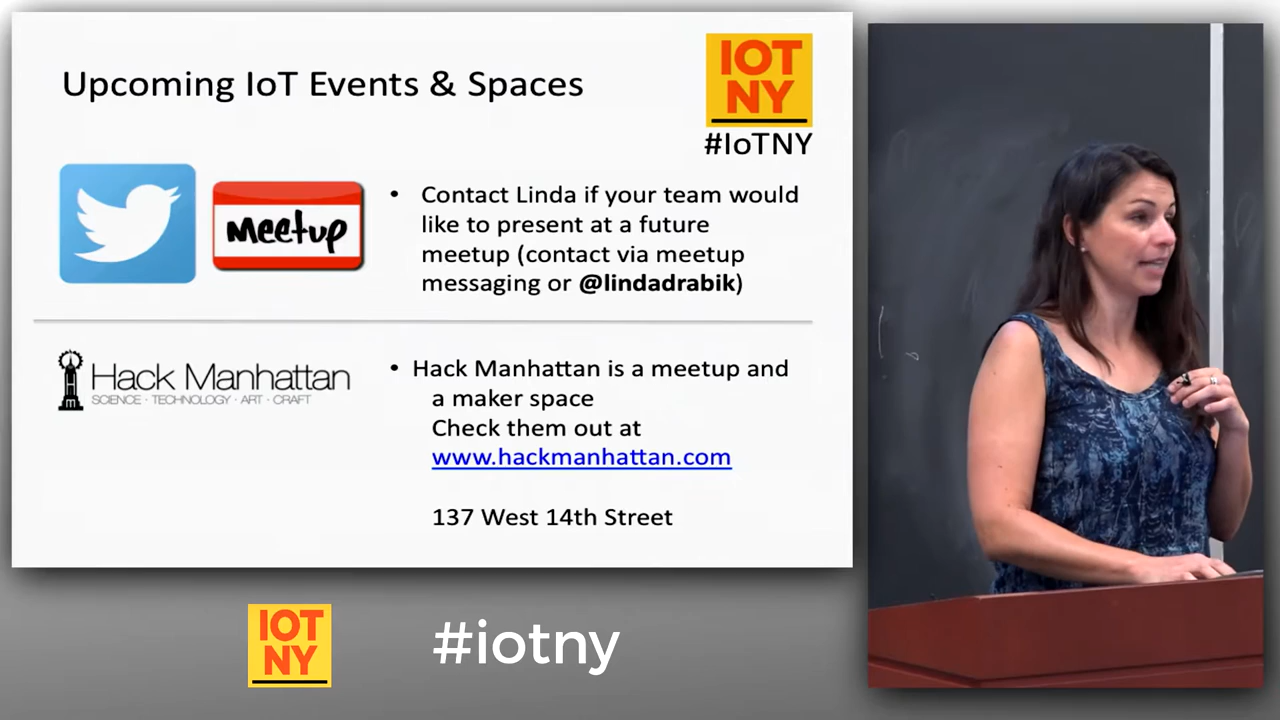 Upcoming IoT Events & Spaces
IOT
NY
#IoTNY
meetup
• Contact Linda if your team would
like to present at a future
meetup (contact via meetup
messaging or @lindadrabik)
Hack Manhattan
SCIENCE · TECHNOLOGY · ART · CRAFT
• Hack Manhattan is a meetup and
a maker space
Check them out at
www.hackmanhattan.com
137 West 14th Street
IOT
NY
#iotny